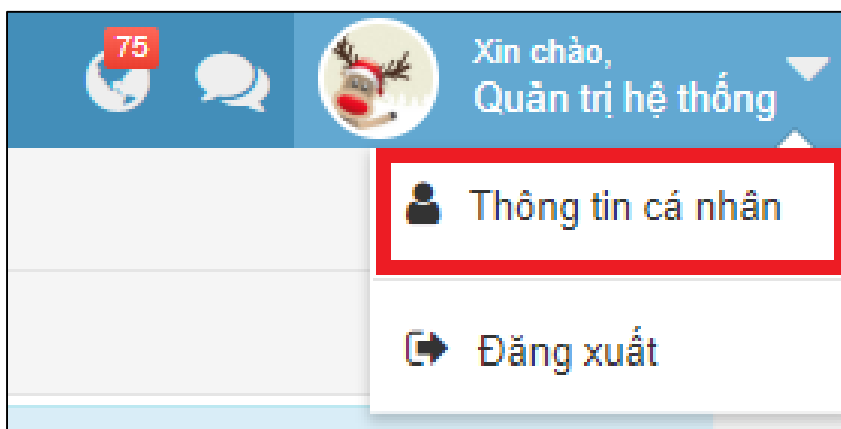 75
Xin chào,
Quản trị hệ thống
Thông tin cá nhân
Đăng xuất